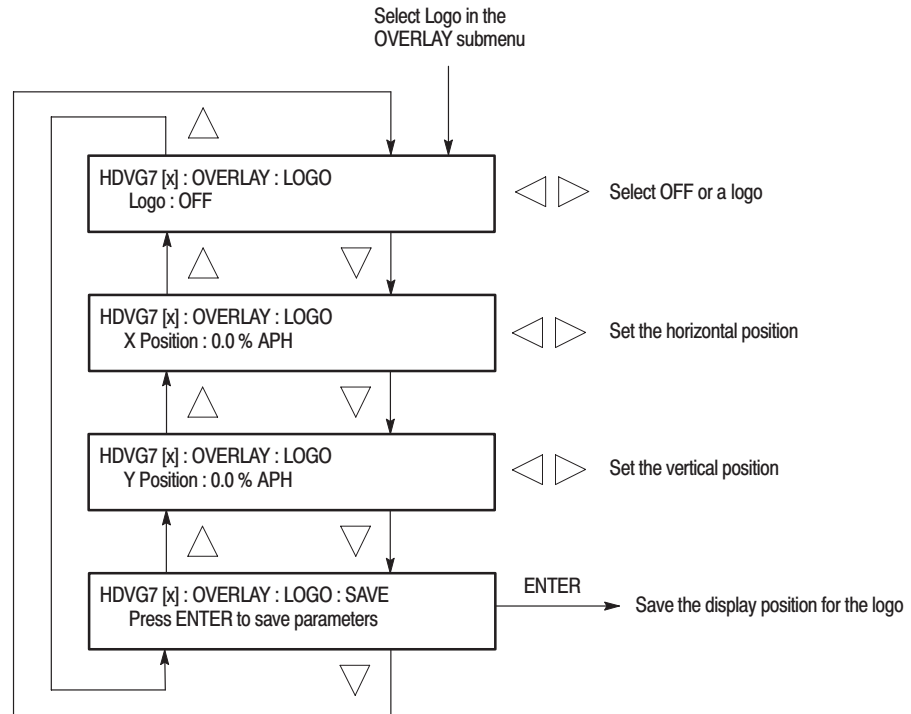 Select Logo in the
OVERLAY submenu
HDVG7 [x] : OVERLAY : LOGO
Logo : OFF
Select OFF or a logo
HDVG7 [x] : OVERLAY : LOGO
X Position : 0.0 % APH
Set the horizontal position
HDVG7 [x] : OVERLAY : LOGO
Y Position : 0.0 % APH
Set the vertical position
HDVG7 [x] : OVERLAY : LOGO : SAVE
Press ENTER to save parameters
ENTER
Save the display position for the logo